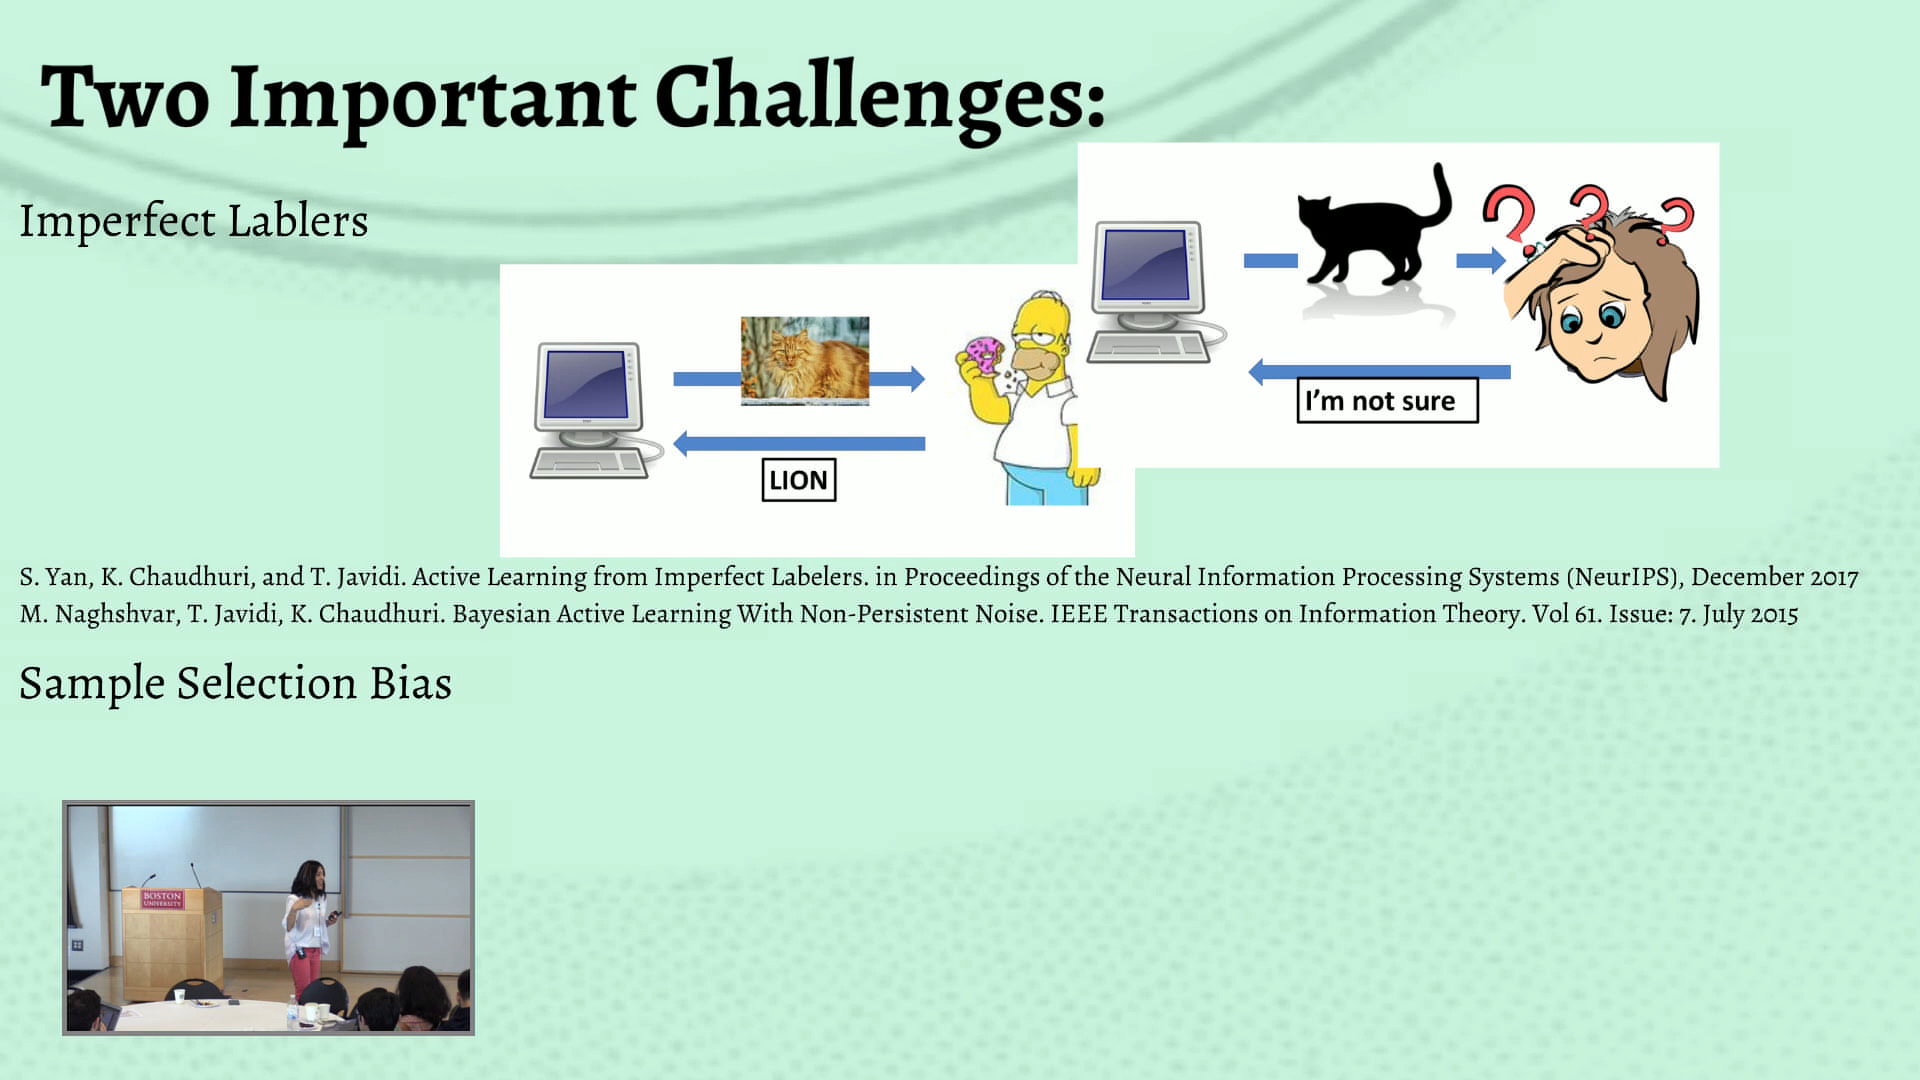 Two Important Challenges:
Imperfect Lablers
I'm not sure
LION
S. Yan, K. Chaudhuri, and T. Javidi. Active Learning from Imperfect Labelers. in Proceedings of the Neural Information Processing Systems (NeurIPS), December 2017
M. Naghshvar, T. Javidi, K. Chaudhuri. Bayesian Active Learning With Non-Persistent Noise. IEEE Transactions on Information Theory. Vol 61. Issue: 7. July 2015
Sample Selection Bias
BOSTON
UNIVERSITY